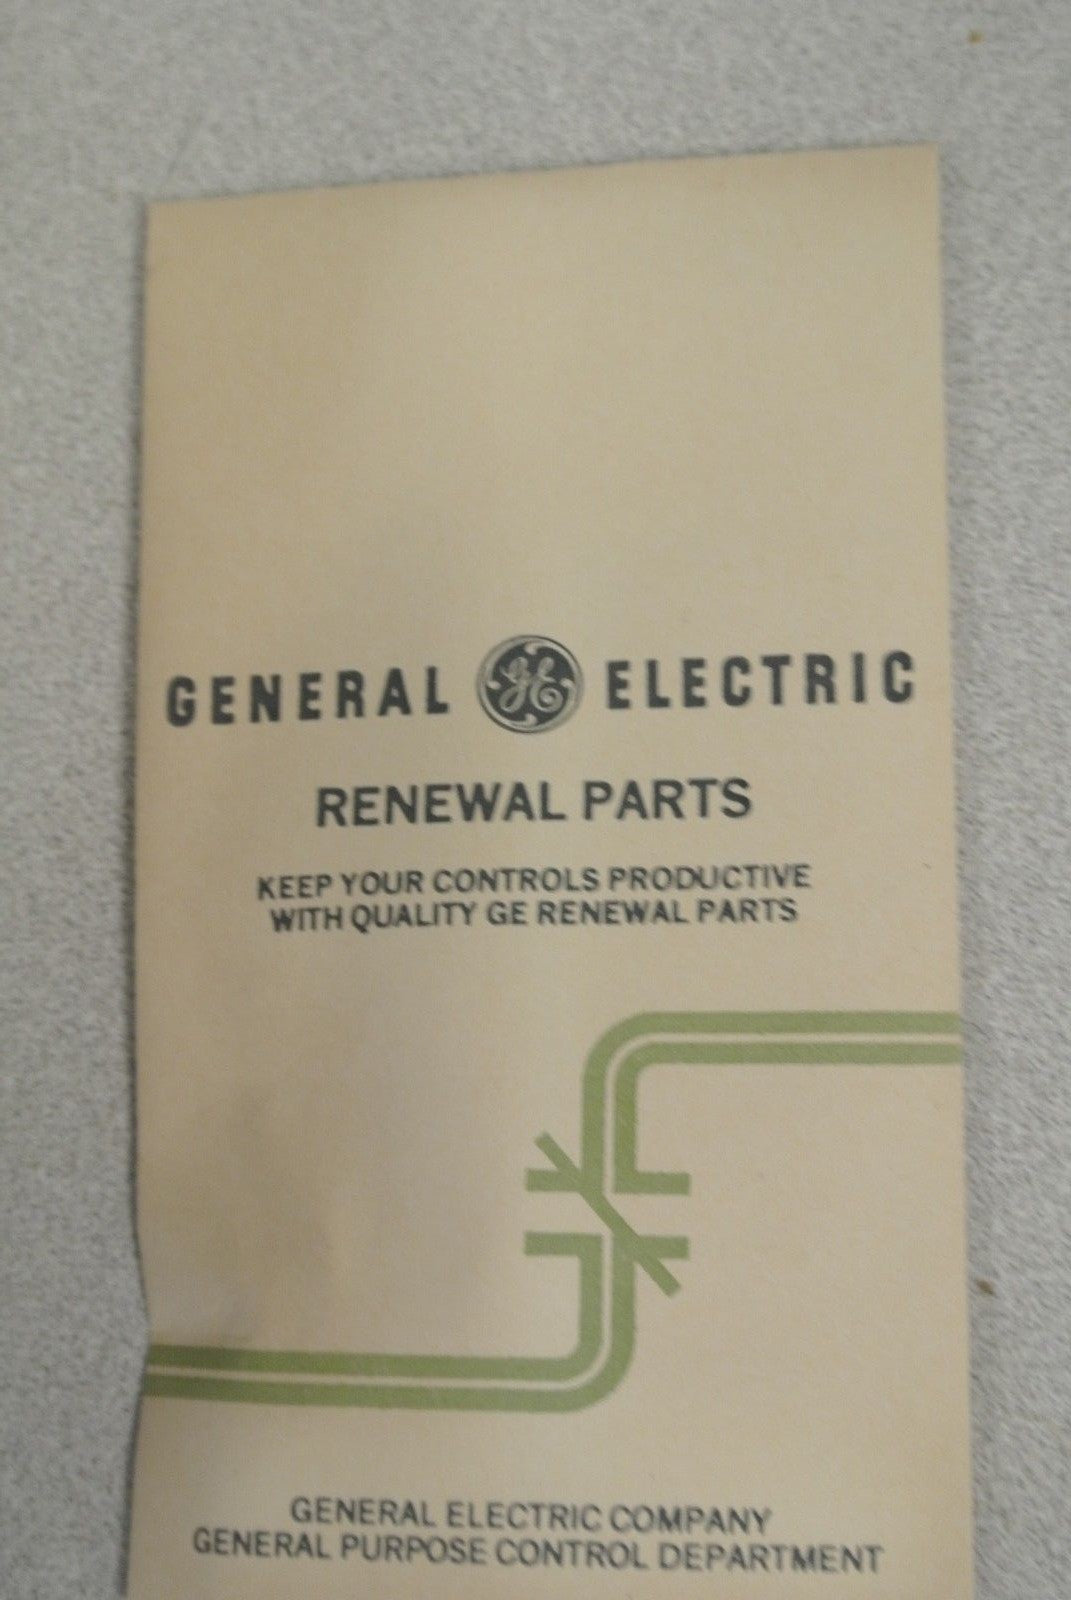 GENERAL GE ELECTRIC
RENEWAL PARTS
KEEP YOUR CONTROLS PRODUCTIVE
WITH QUALITY GE RENEWAL PARTS
GENERAL ELECTRIC COMPANY
GENERAL PURPOSE CONTROL DEPARTMENT